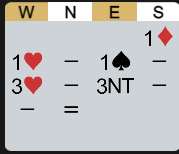 W N E S
1♦
1♥ – 1♠ –
3♥ – 3NT –
– =